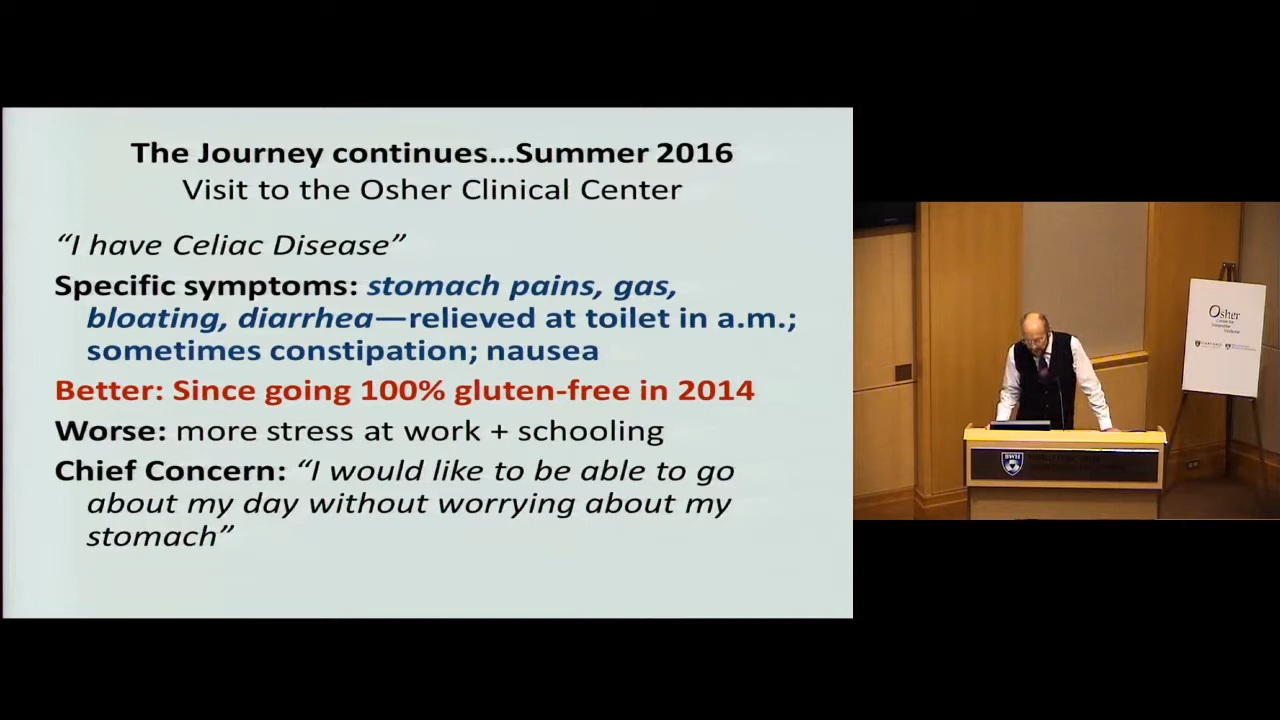 The Journey continues...Summer 2016
Visit to the Osher Clinical Center
“I have Celiac Disease”
Specific symptoms: stomach pains, gas,
bloating, diarrhea—relieved at toilet in a.m.;
sometimes constipation; nausea
Better: Since going 100% gluten-free in 2014
Worse: more stress at work + schooling
Chief Concern: “I would like to be able to go
about my day without worrying about my
stomach”
Osher
BWH